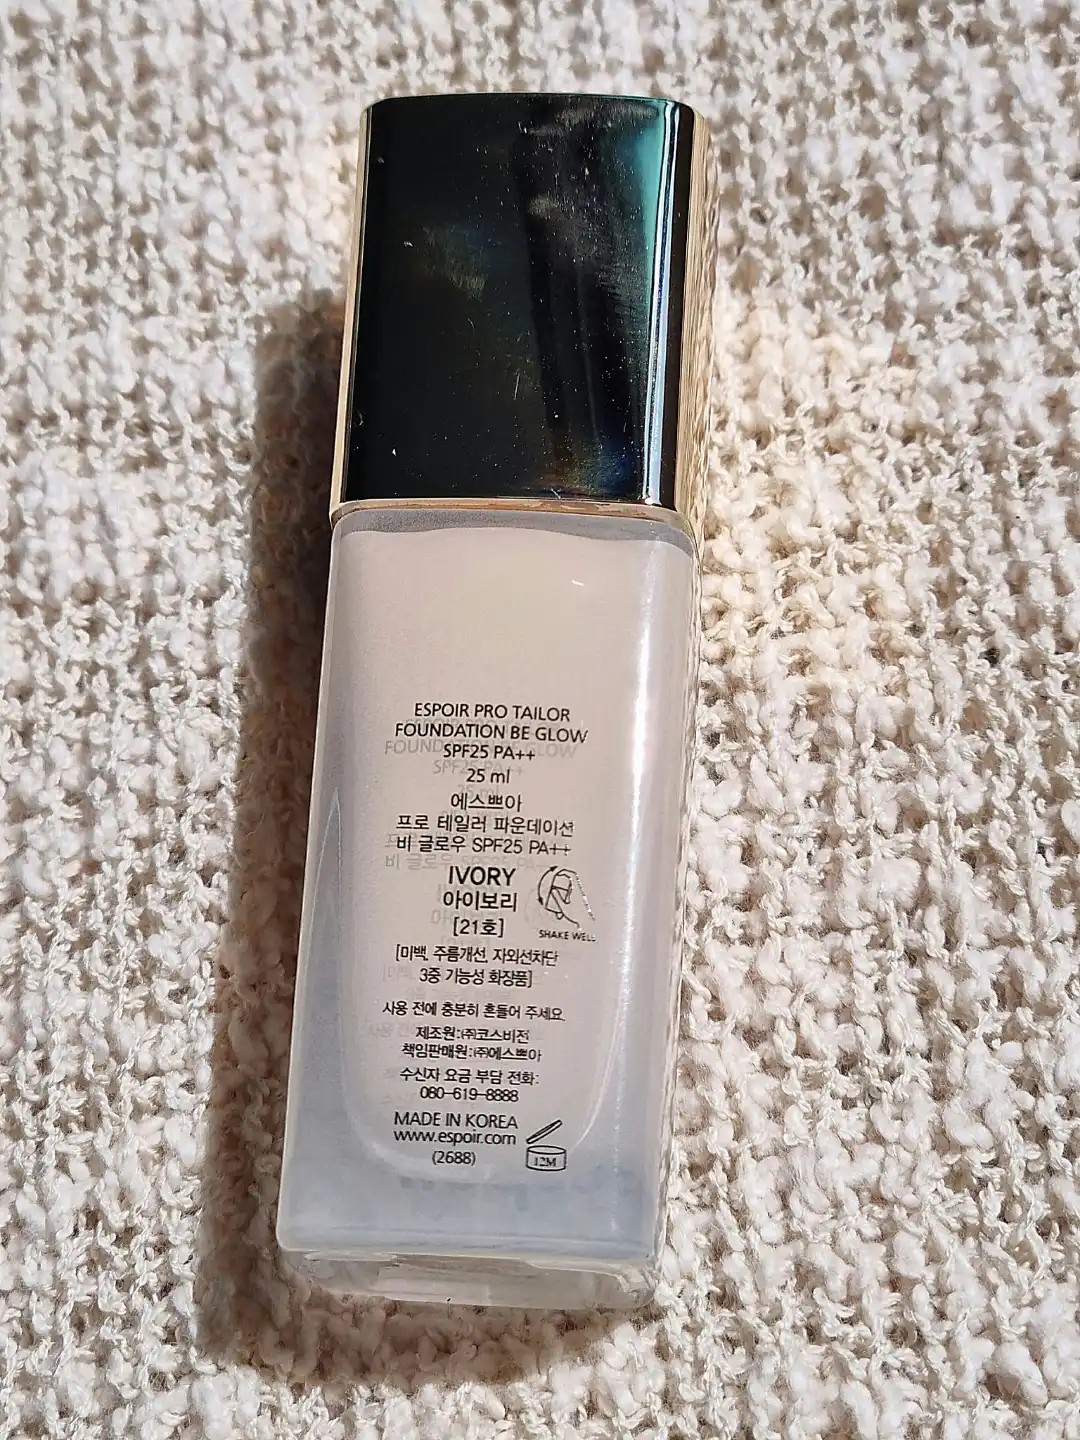 ESPOIR PRO TAILOR
FOUNDATION BE GLOW
SPF25 PA++
25 ml
에스쁘아
프로 테일러 파운데이션
비 글로우 SPF25 PA++
IVORY
아이보리
[21호]
SHAKE WELL
[미백, 주름개선, 자외선차단
3중 기능성 화장품]
사용 전에 충분히 흔들어 주세요.
제조원:㈜코스비전
책임판매원:㈜에스쁘아
수신자 요금 부담 전화:
080-619-8888
MADE IN KOREA
www.espoir.com
(2688)
12M